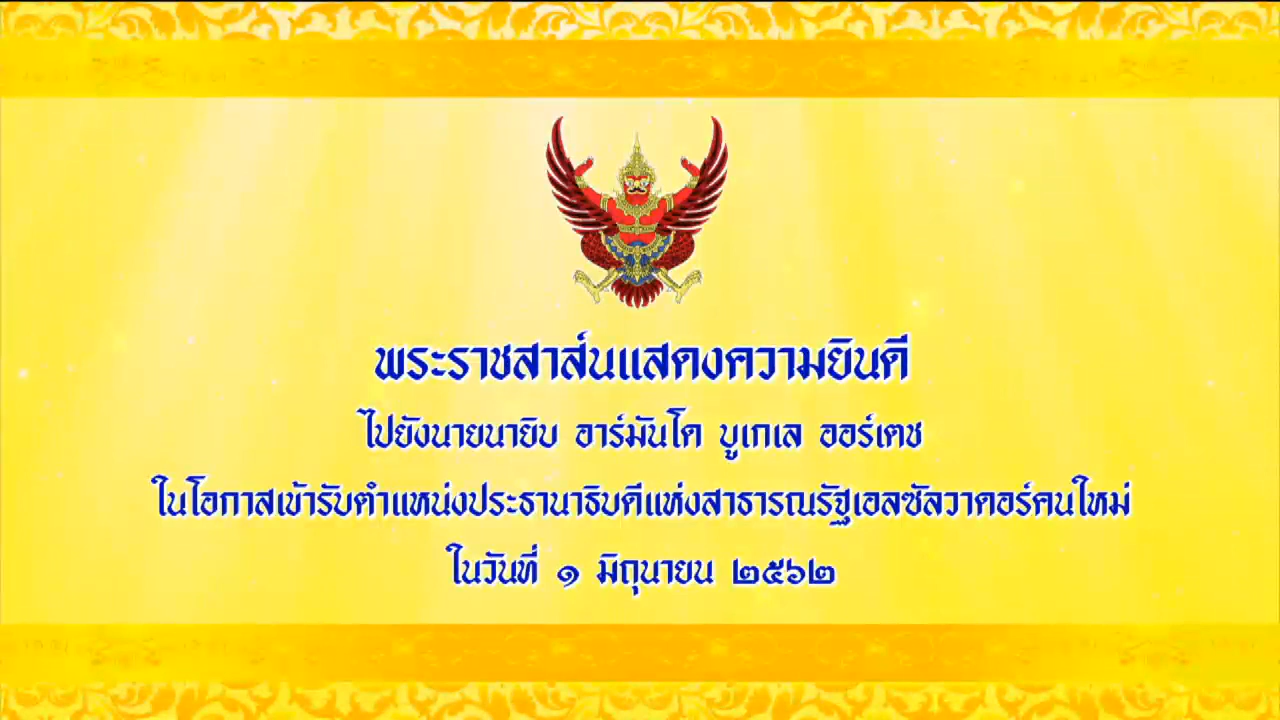 พระราชสาส์นแสดงความยินดี
ไปยังนายนายิบ อาร์มันโด บูเกเล ออร์เตซ
ในโอกาสเข้ารับตำแหน่งประธานาธิบดีแห่งสาธารณรัฐเอลซัลวาดอร์คนใหม่
ในวันที่ ๑ มิถุนายน ๒๕๖๒